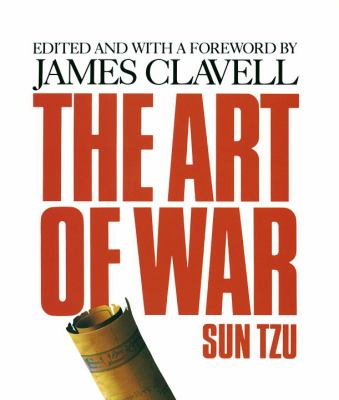 EDITED AND WITH A FOREWORD BY
JAMES CLAVELL
THE ART
OF WAR
SUN TZU